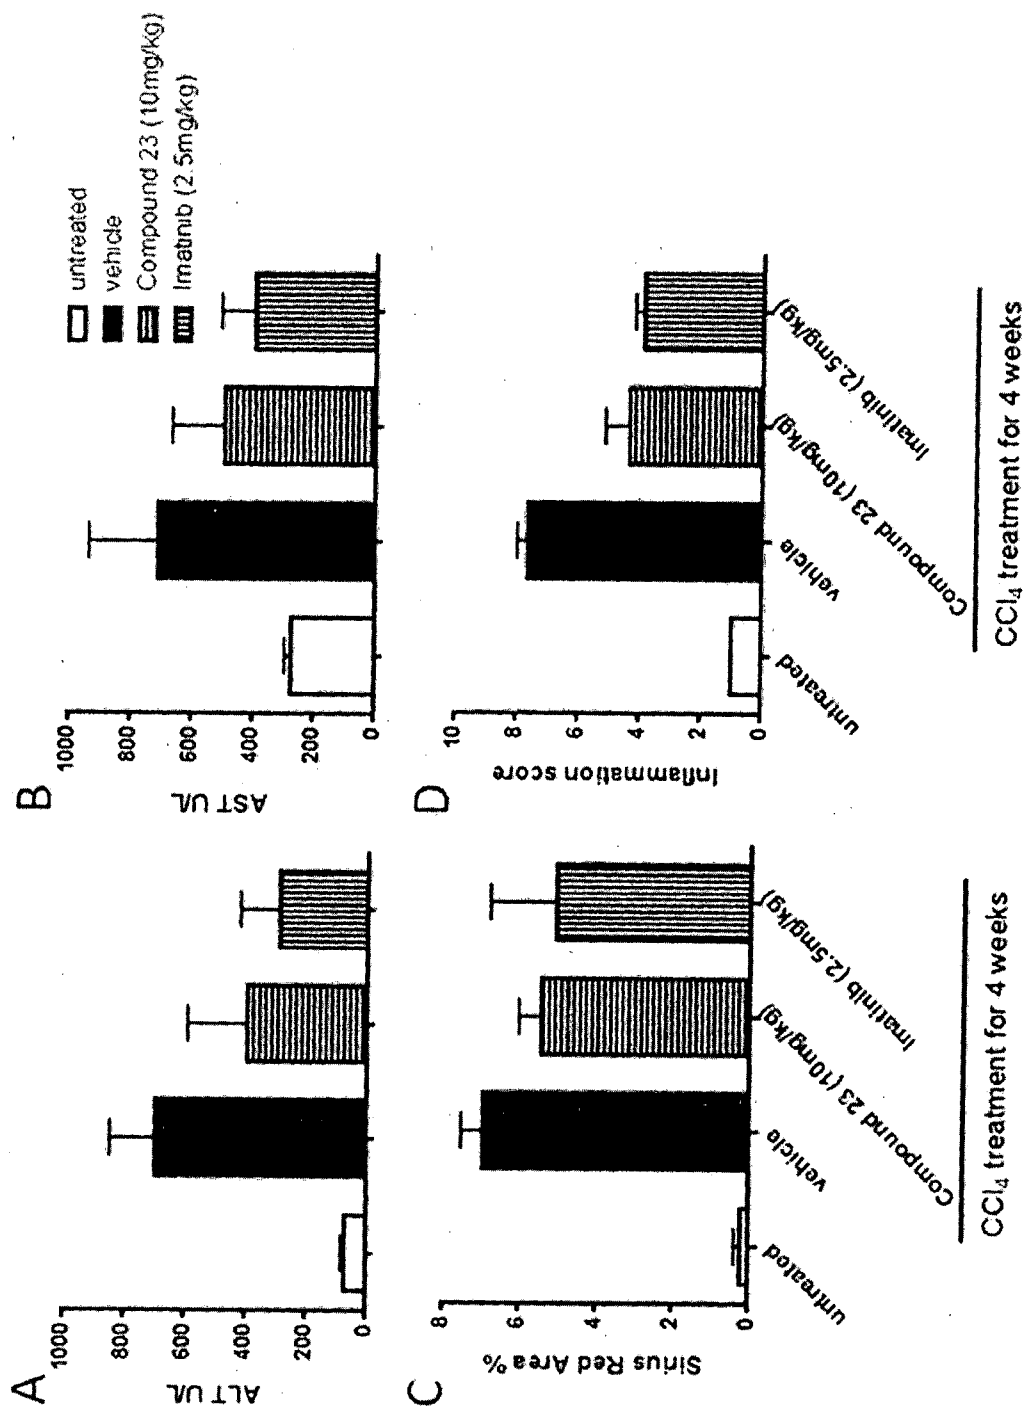 A
1000
800
600
400
200
0
ALT U/L
B
1000
800
600
400
200
0
AST U/L
untreated
vehicle
Compound 23 (10mg/kg)
Imatinib (2.5mg/kg)
C
8
6
4
2
0
Sirius Red Area %
untreated
vehicle
Compound 23 (10mg/kg)
Imatinib (2.5mg/kg)
CCl₄ treatment for 4 weeks
D
10
8
6
4
2
0
Inflammation score
untreated
vehicle
Compound 23 (10mg/kg)
Imatinib (2.5mg/kg)
CCl₄ treatment for 4 weeks